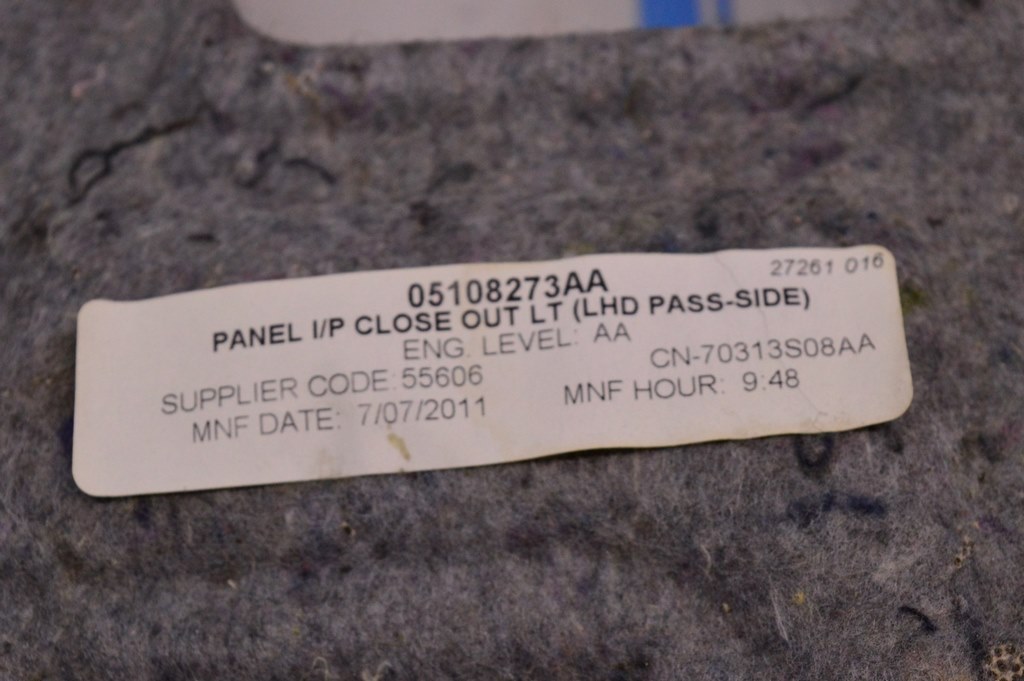 27261 016
05108273AA
PANEL I/P CLOSE OUT LT (LHD PASS-SIDE)
ENG. LEVEL: AA
SUPPLIER CODE: 55606 CN-70313S08AA
MNF DATE: 7/07/2011 MNF HOUR: 9:48